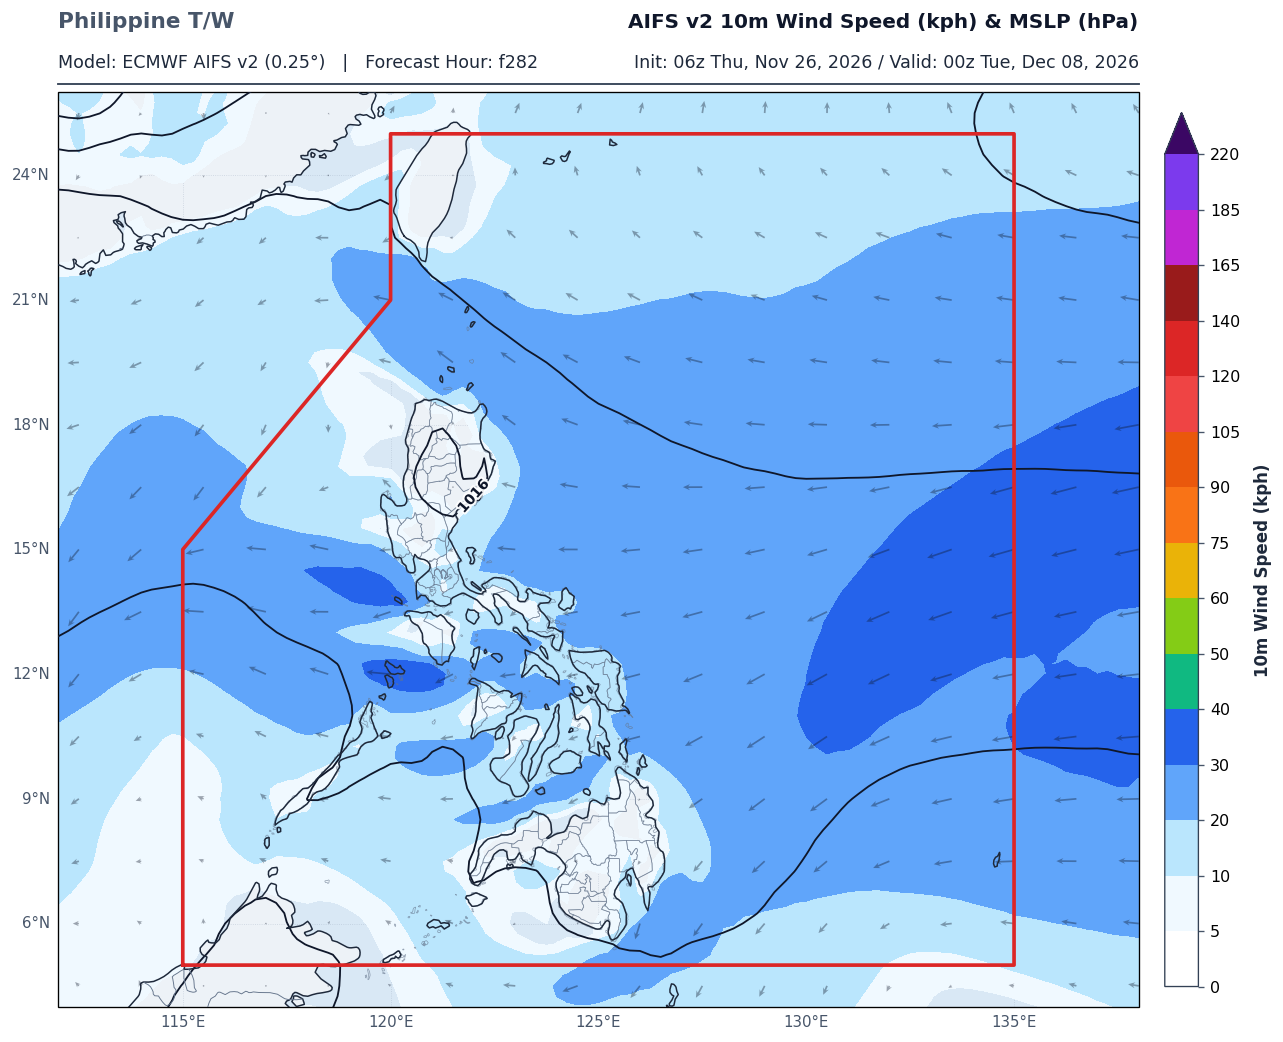 Philippine T/W
AIFS v2 10m Wind Speed (kph) & MSLP (hPa)
Model: ECMWF AIFS v2 (0.25°) | Forecast Hour: f282
Init: 06z Thu, Nov 26, 2026 / Valid: 00z Tue, Dec 08, 2026
24°N
21°N
18°N
15°N
12°N
9°N
6°N
1016
115°E
120°E
125°E
130°E
135°E
220
185
165
140
120
105
90
75
60
50
40
30
20
10
5
0
10m Wind Speed (kph)